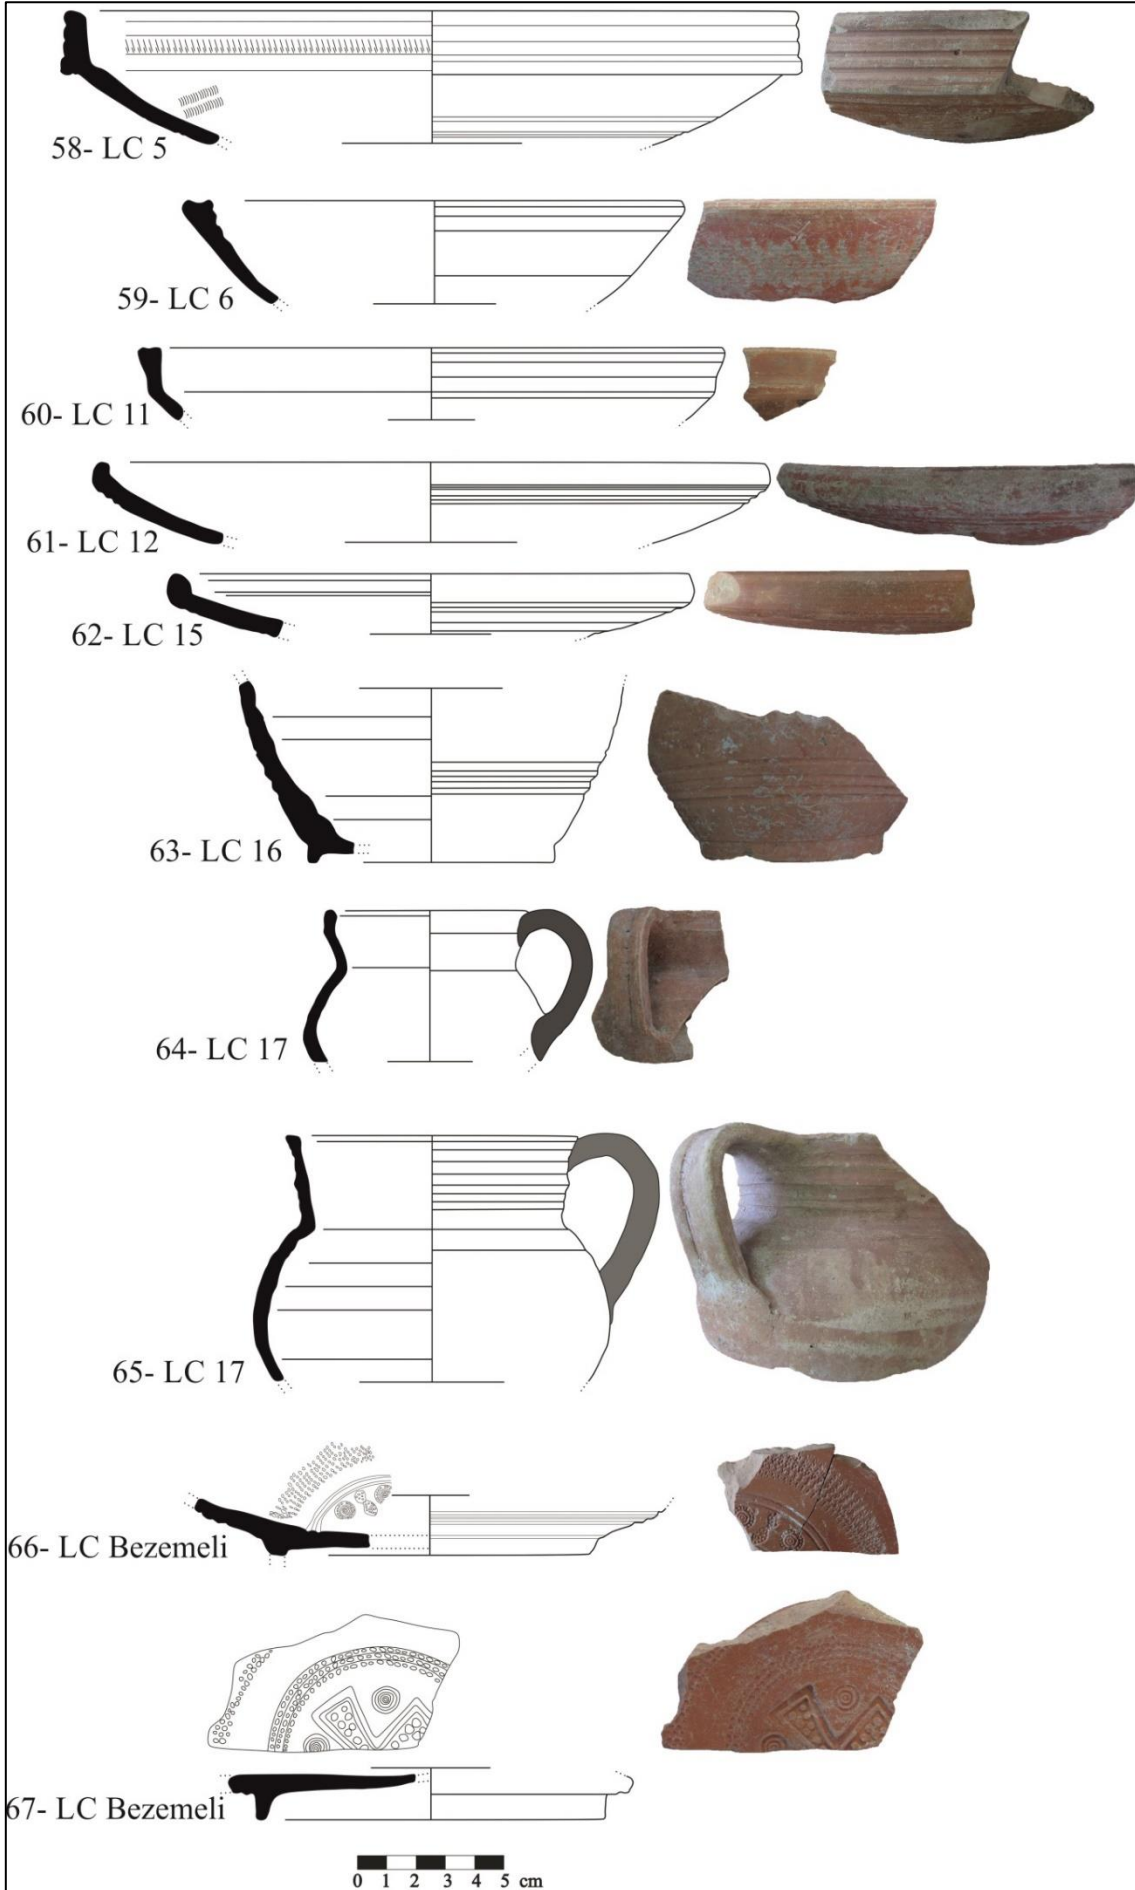 58- LC 5
59- LC 6
60- LC 11
61- LC 12
62- LC 15
63- LC 16
64- LC 17
65- LC 17
66- LC Bezemeli
67- LC Bezemeli
0 1 2 3 4 5 cm